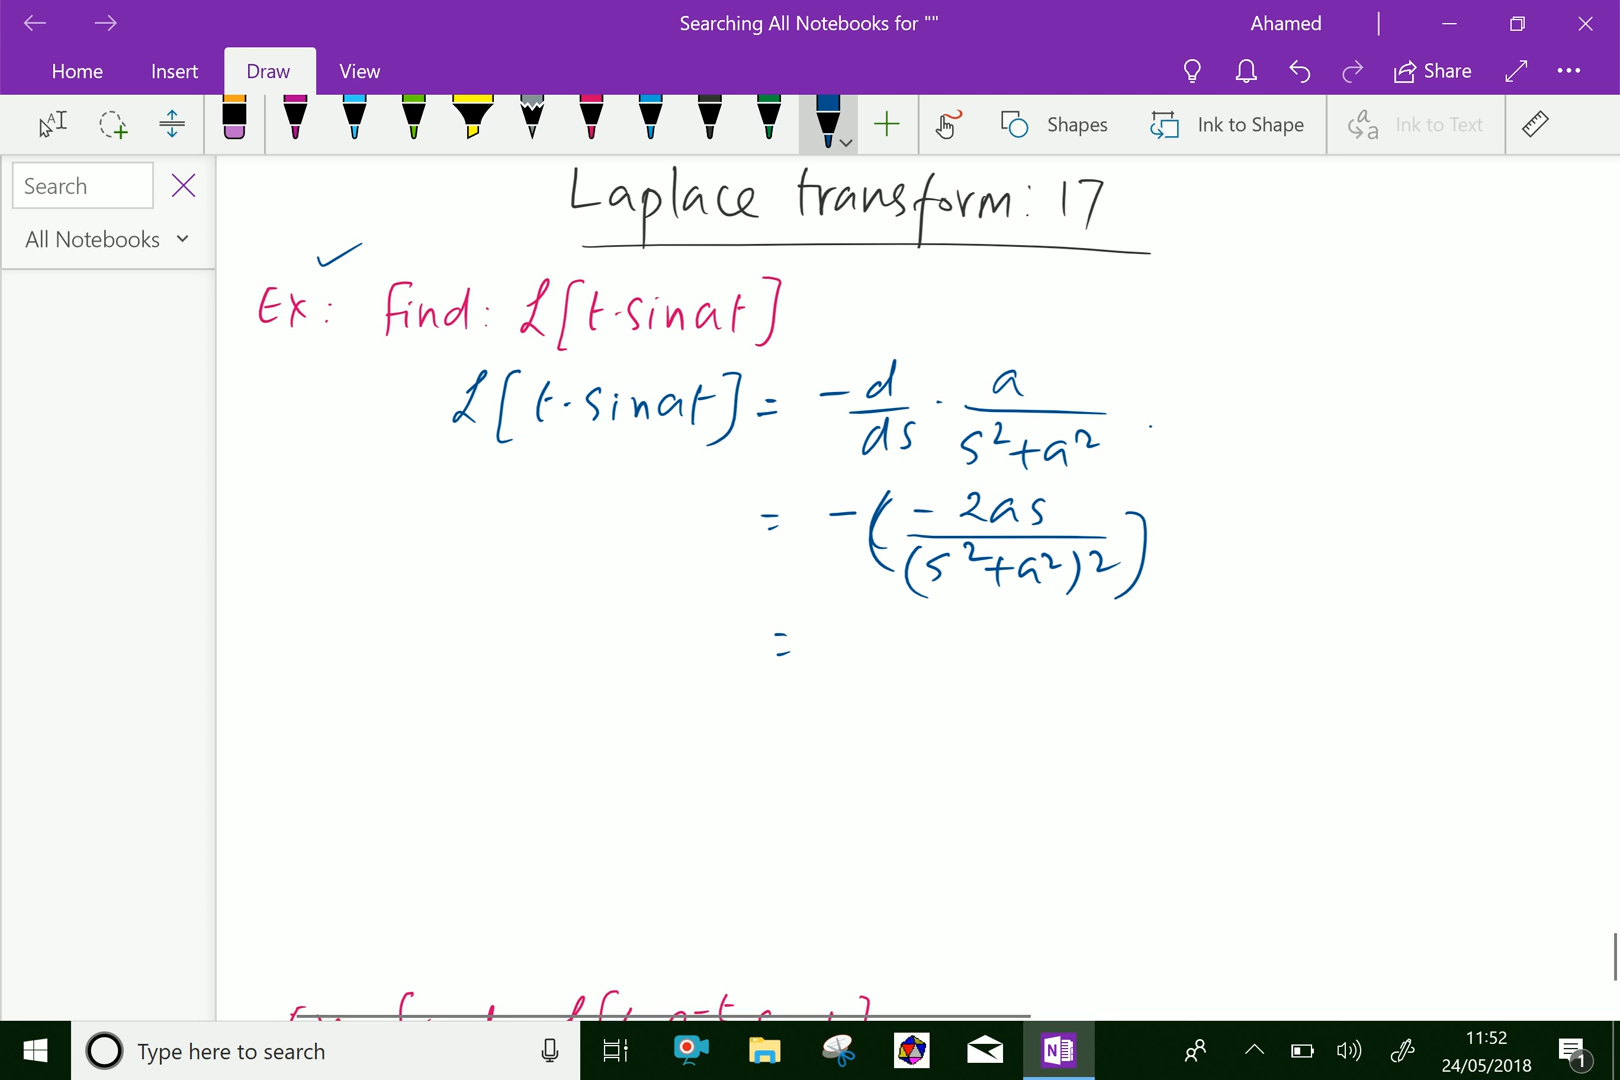 Searching All Notebooks for ""
Ahamed
Home Insert Draw View
Share
Shapes Ink to Shape Ink to Text
Search
All Notebooks
Laplace transform: 17
Ex: Find: ℒ[t·sinat]
ℒ[t·sinat] = -d/ds · a/(s²+a²)
= -(-2as/(s²+a²)²)
=
Type here to search
11:52
24/05/2018
1